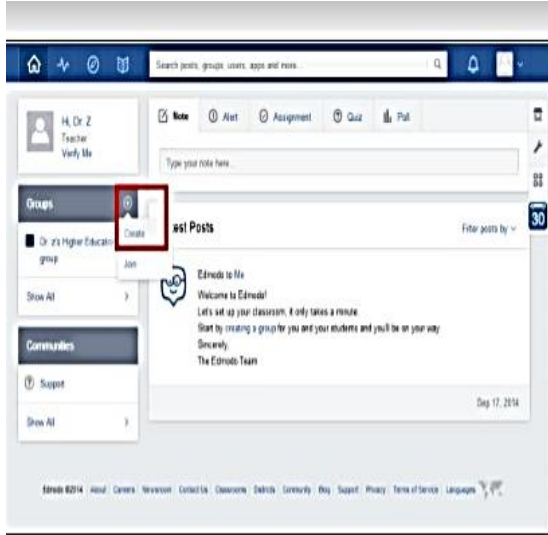 Search posts, groups, users, apps and more...
Hi, Dr. Z
Teacher
Verify Me
Note
Alert
Assignment
Quiz
Poll
Type your note here...
Groups
Create
Join
Dr. z's Higher Educatio
group
Show All
Latest Posts
Filter posts by
30
Edmodo to Me
Welcome to Edmodo!
Let's set up your classroom, it only takes a minute.
Start by creating a group for you and your students and you'll be on your way.
Sincerely,
The Edmodo Team
Sep 17, 2014
Communities
Support
Show All
Edmodo ©2014 About Careers Newsroom Contact Us Classrooms Districts Community Blog Support Privacy Terms of Service Languages